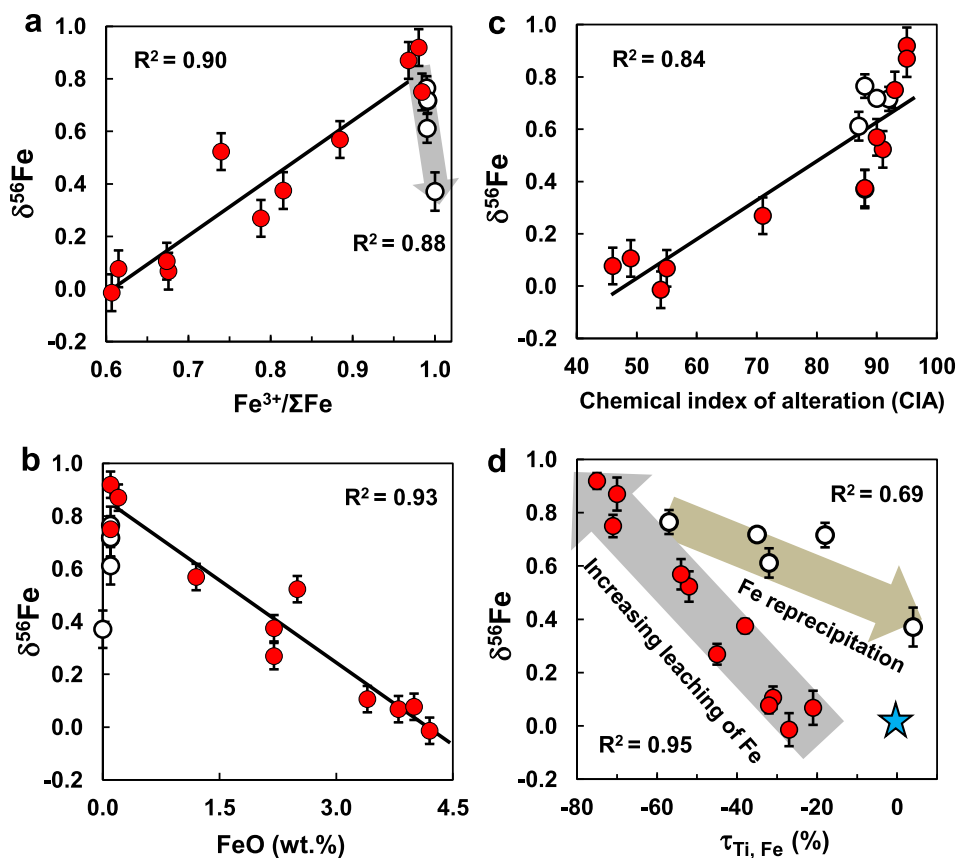 a
R² = 0.90
R² = 0.88
δ⁵⁶Fe
1.0
0.8
0.6
0.4
0.2
0.0
-0.2
0.6 0.7 0.8 0.9 1.0
Fe³⁺/ΣFe
c
R² = 0.84
δ⁵⁶Fe
1.0
0.8
0.6
0.4
0.2
0.0
-0.2
40 50 60 70 80 90 100
Chemical index of alteration (CIA)
b
R² = 0.93
δ⁵⁶Fe
1.0
0.8
0.6
0.4
0.2
0.0
-0.2
0.0 1.5 3.0 4.5
FeO (wt.%)
d
R² = 0.69
Increasing leaching of Fe
Fe reprecipitation
R² = 0.95
δ⁵⁶Fe
1.0
0.8
0.6
0.4
0.2
0.0
-0.2
-80 -60 -40 -20 0
τTi, Fe (%)